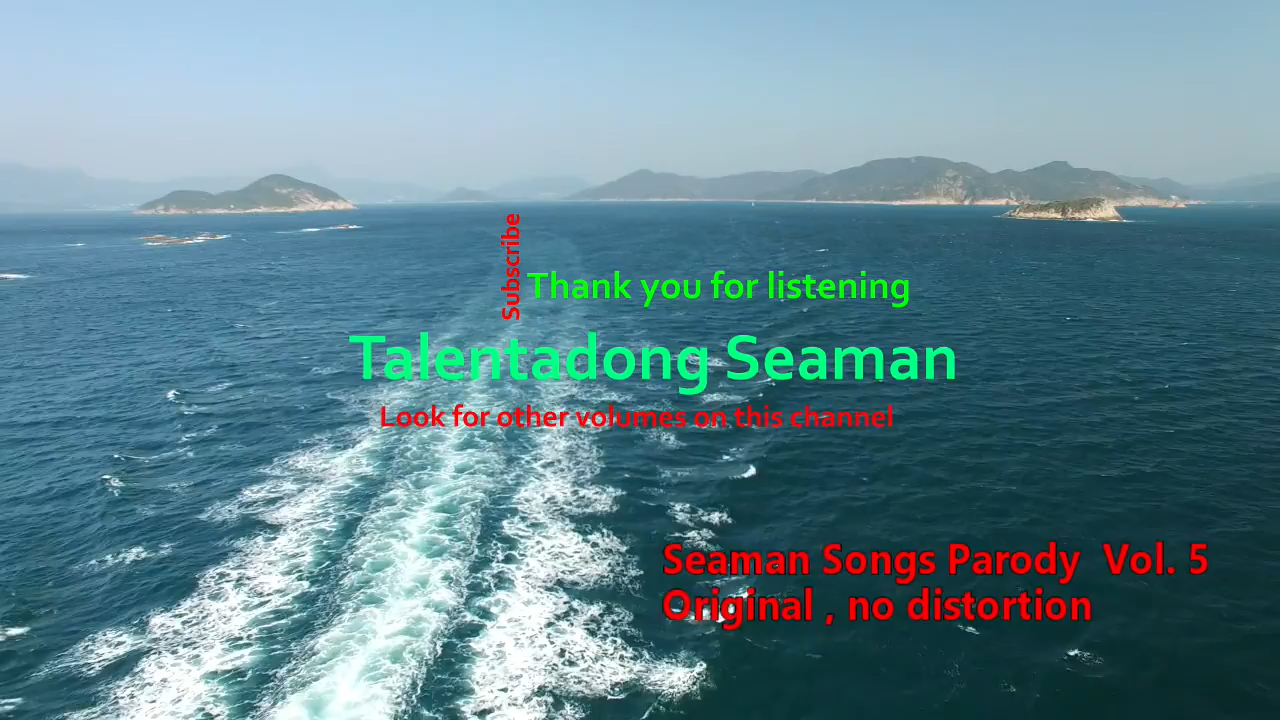 Subscribe
Thank you for listening
Talentadong Seaman
Look for other volumes on this channel
Seaman Songs Parody  Vol. 5
Original , no distortion